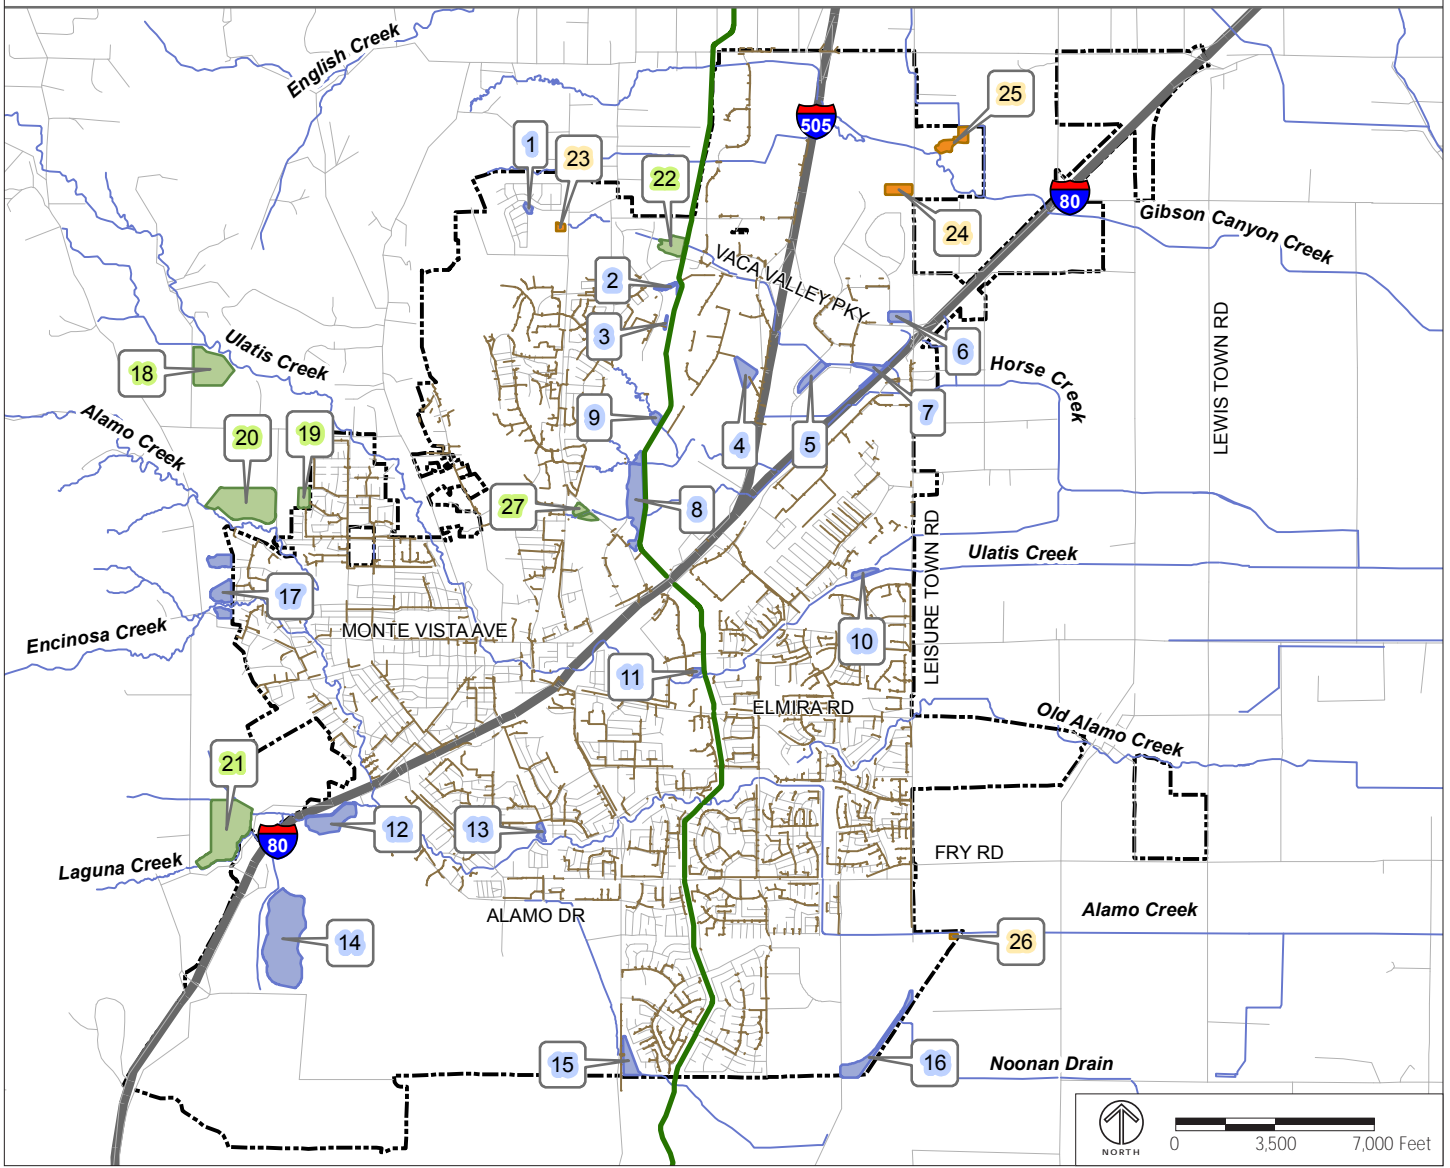 English Creek
505
25
1
23
22
80
Gibson Canyon Creek
24
VACA VALLEY PKY
2
3
6
LEWIS TOWN RD
Ulatis Creek
18
Horse Creek
Alamo Creek
9
7
20
19
4
5
27
8
LEISURE TOWN RD
Ulatis Creek
17
Encinosa Creek
MONTE VISTA AVE
10
11
ELMIRA RD
Old Alamo Creek
21
12
13
80
FRY RD
Laguna Creek
ALAMO DR
Alamo Creek
14
26
15
16
Noonan Drain
NORTH
0 3,500 7,000 Feet